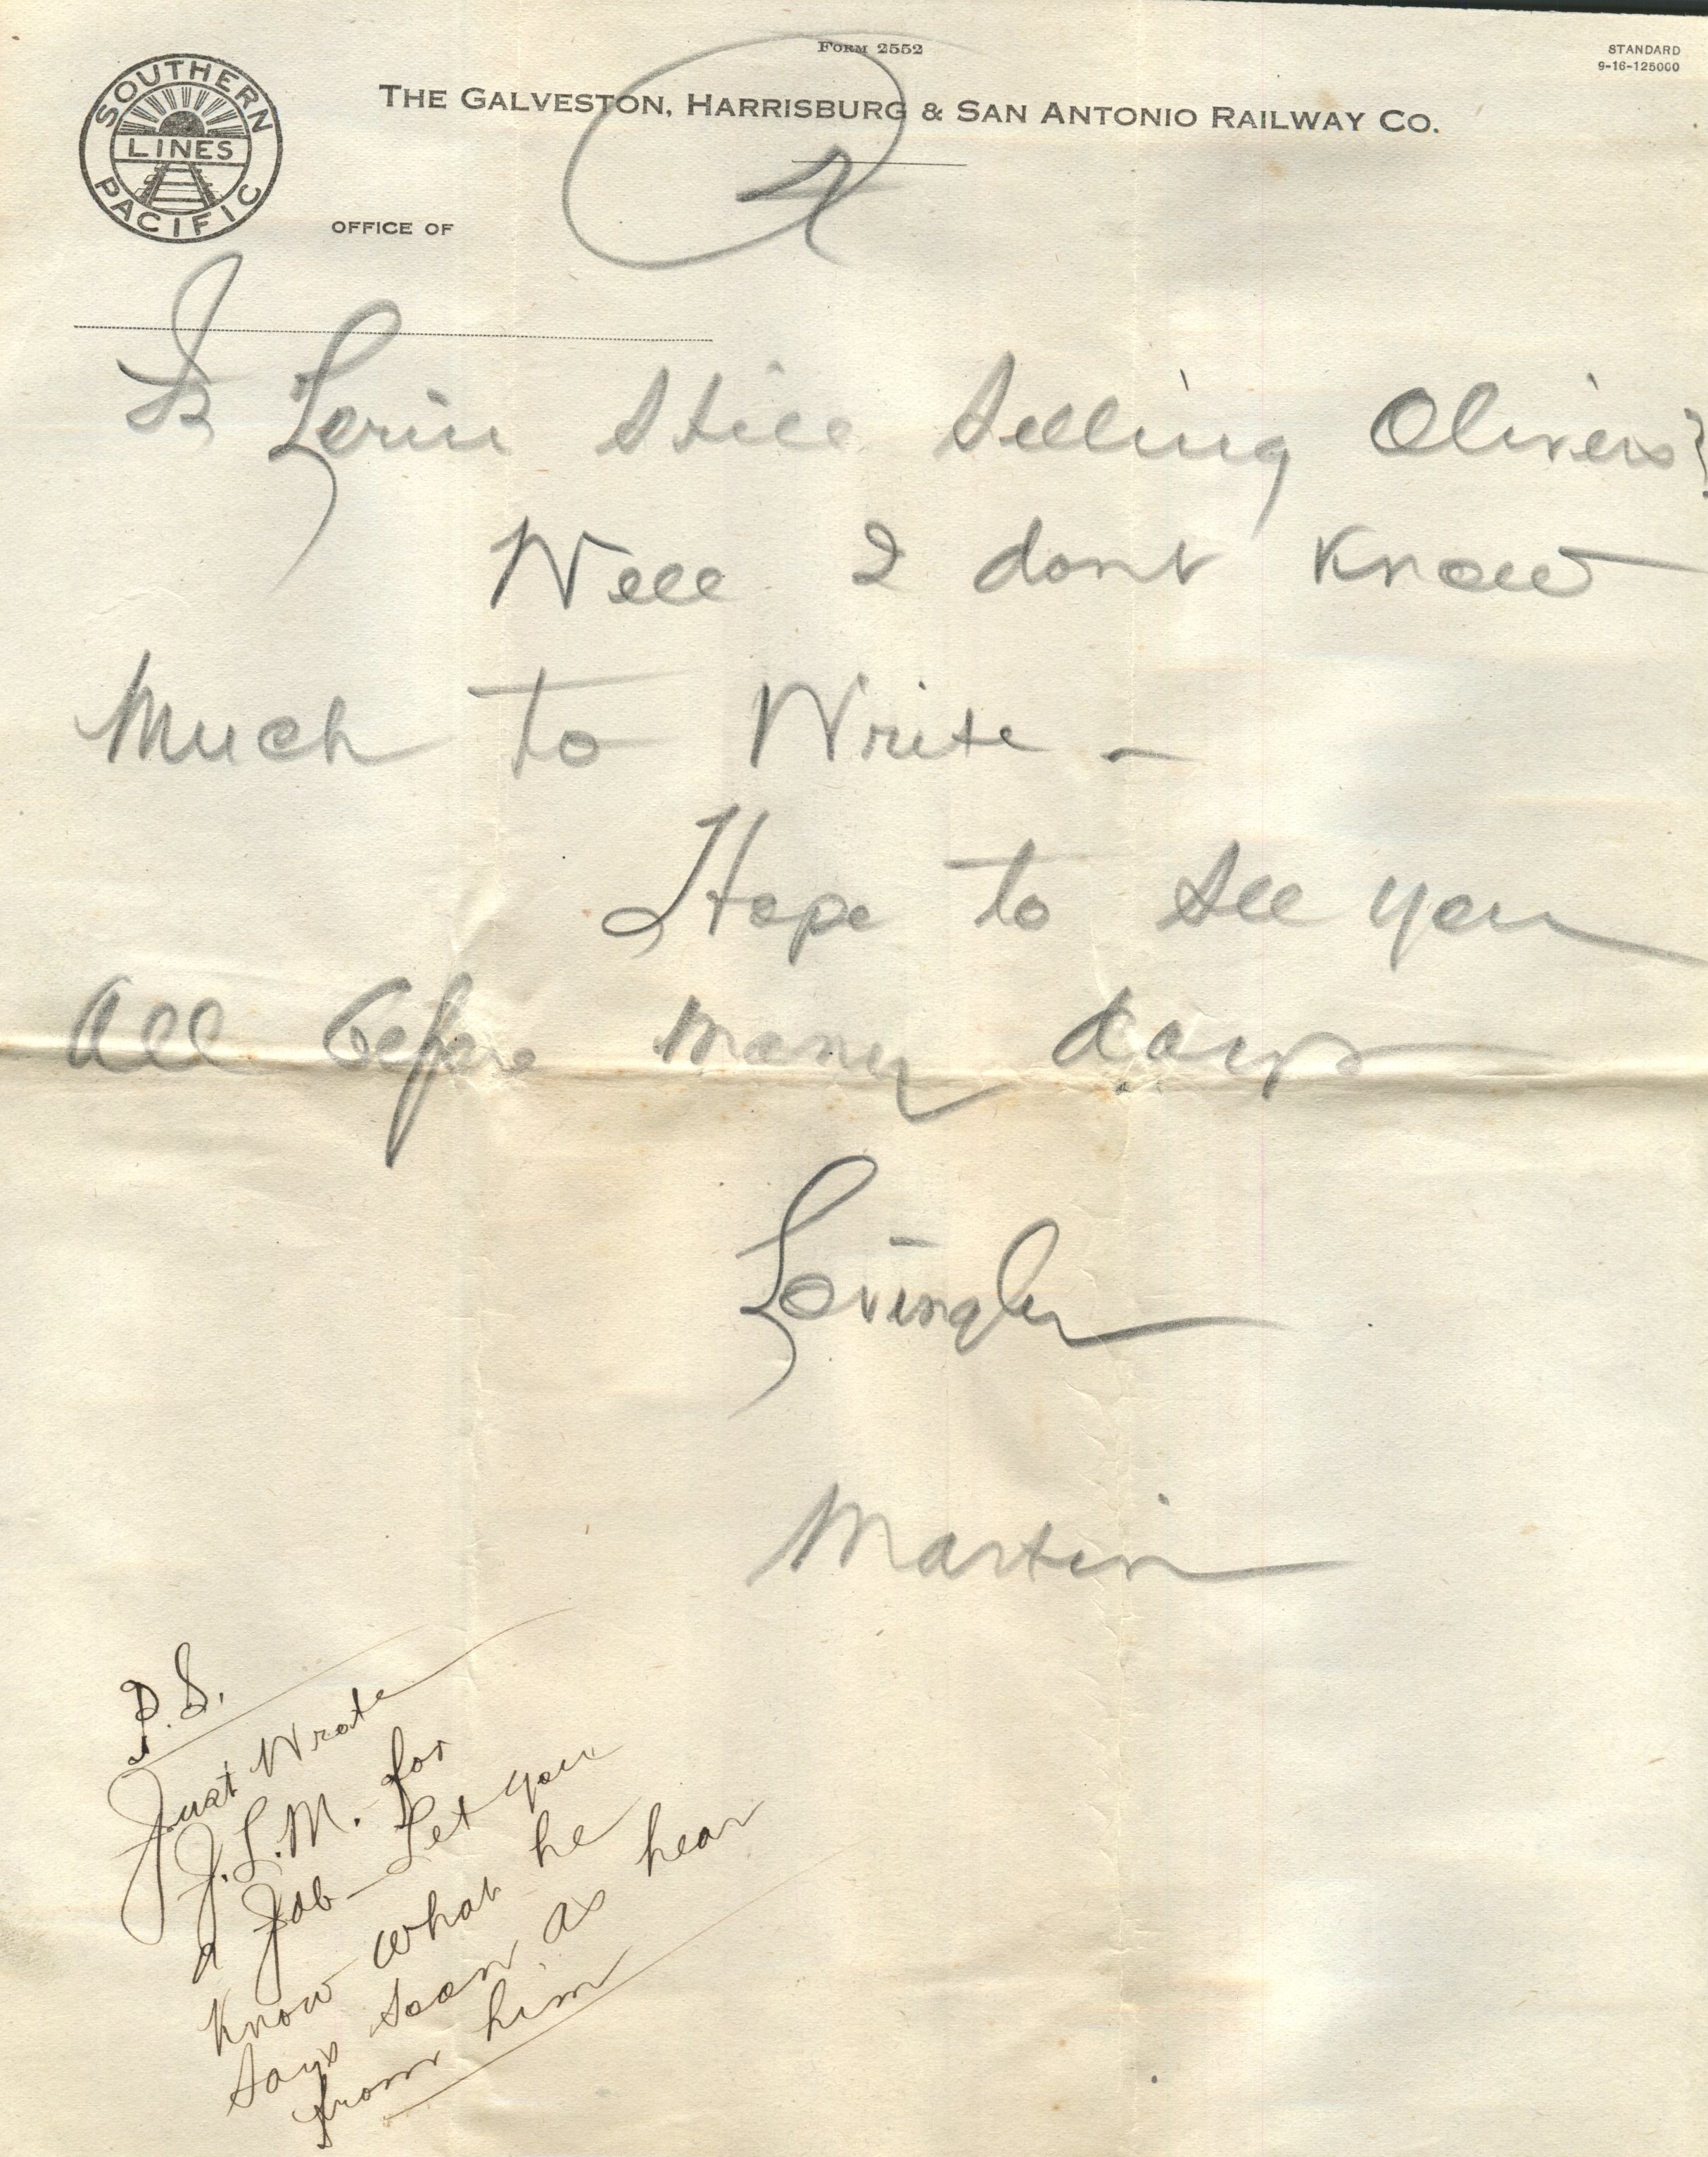 FORM 2552
STANDARD
9-16-125000
SOUTHERN
LINES
PACIFIC
THE GALVESTON, HARRISBURG & SAN ANTONIO RAILWAY CO.
4
OFFICE OF
Is Lerin still selling Olivers?
Well I dont know
Much to Write –
Hope to see you
all before many days
Lovingly
Martin
P.S.
Just Wrote
J.L.M. for
a Job – Let you
Know what he
says soon as hear
from him